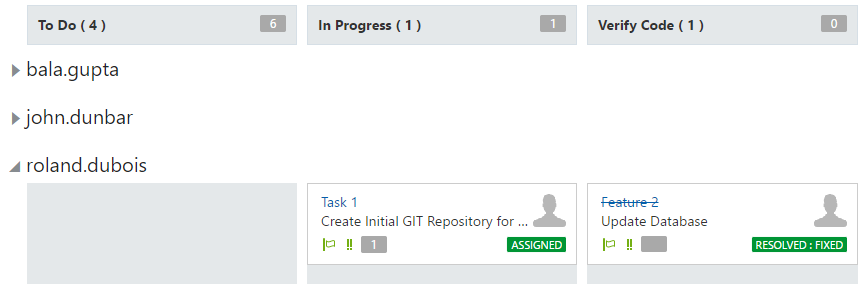 To Do ( 4 ) 6
In Progress ( 1 ) 1
Verify Code ( 1 ) 0
bala.gupta
john.dunbar
roland.dubois
Task 1
Create Initial GIT Repository for ...
1 ASSIGNED
Feature 2
Update Database
RESOLVED : FIXED